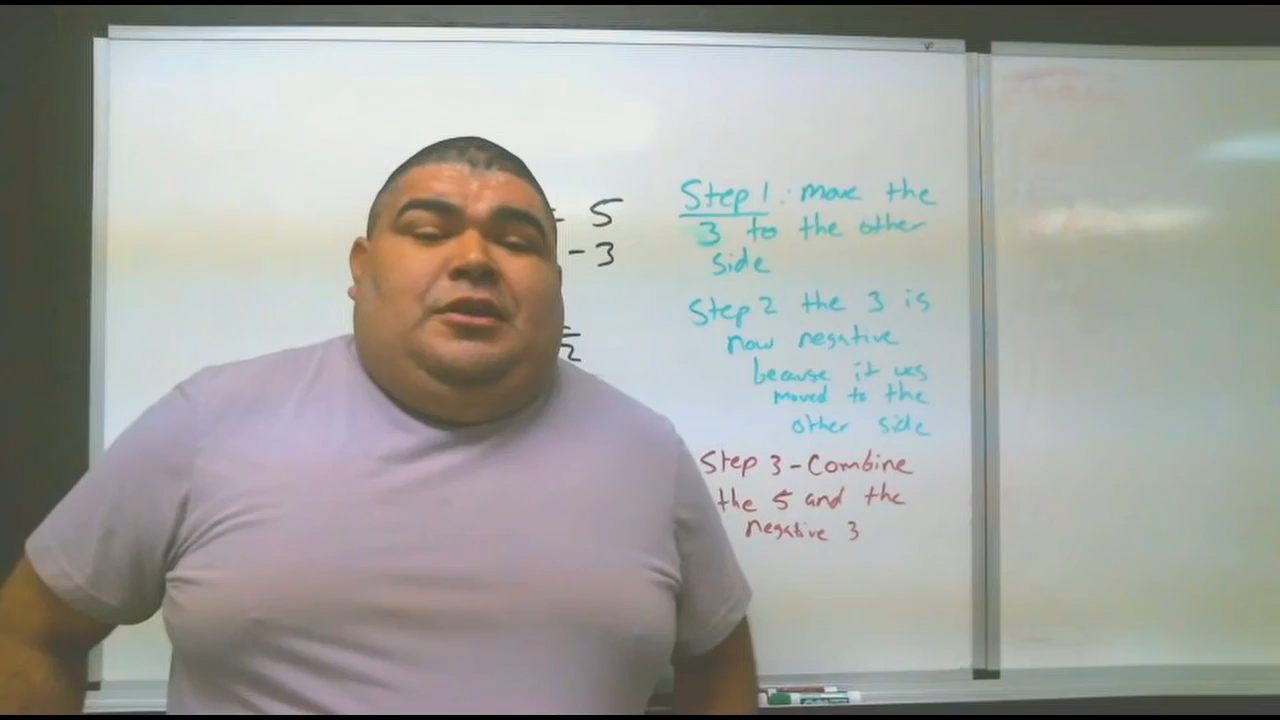 = 5
- 3
2
Step 1: move the
3 to the other
side
Step 2 the 3 is
now negative
because it was
moved to the
other side
Step 3 - Combine
the 5 and the
negative 3